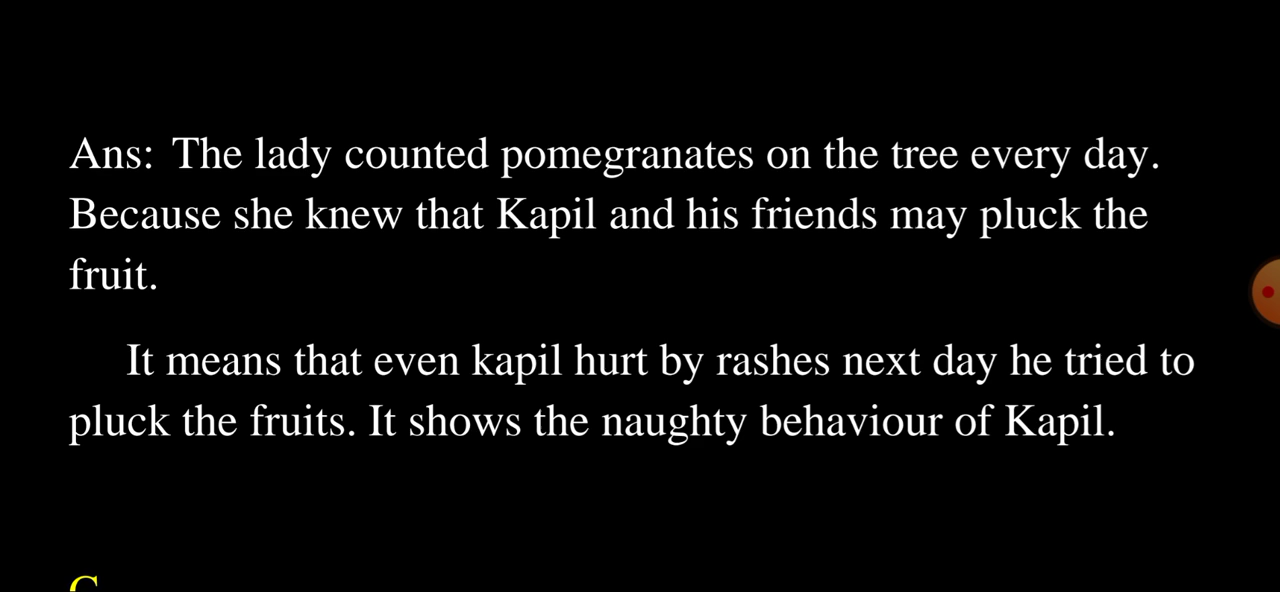 Ans: The lady counted pomegranates on the tree every day.
Because she knew that Kapil and his friends may pluck the
fruit.
It means that even kapil hurt by rashes next day he tried to
pluck the fruits. It shows the naughty behaviour of Kapil.